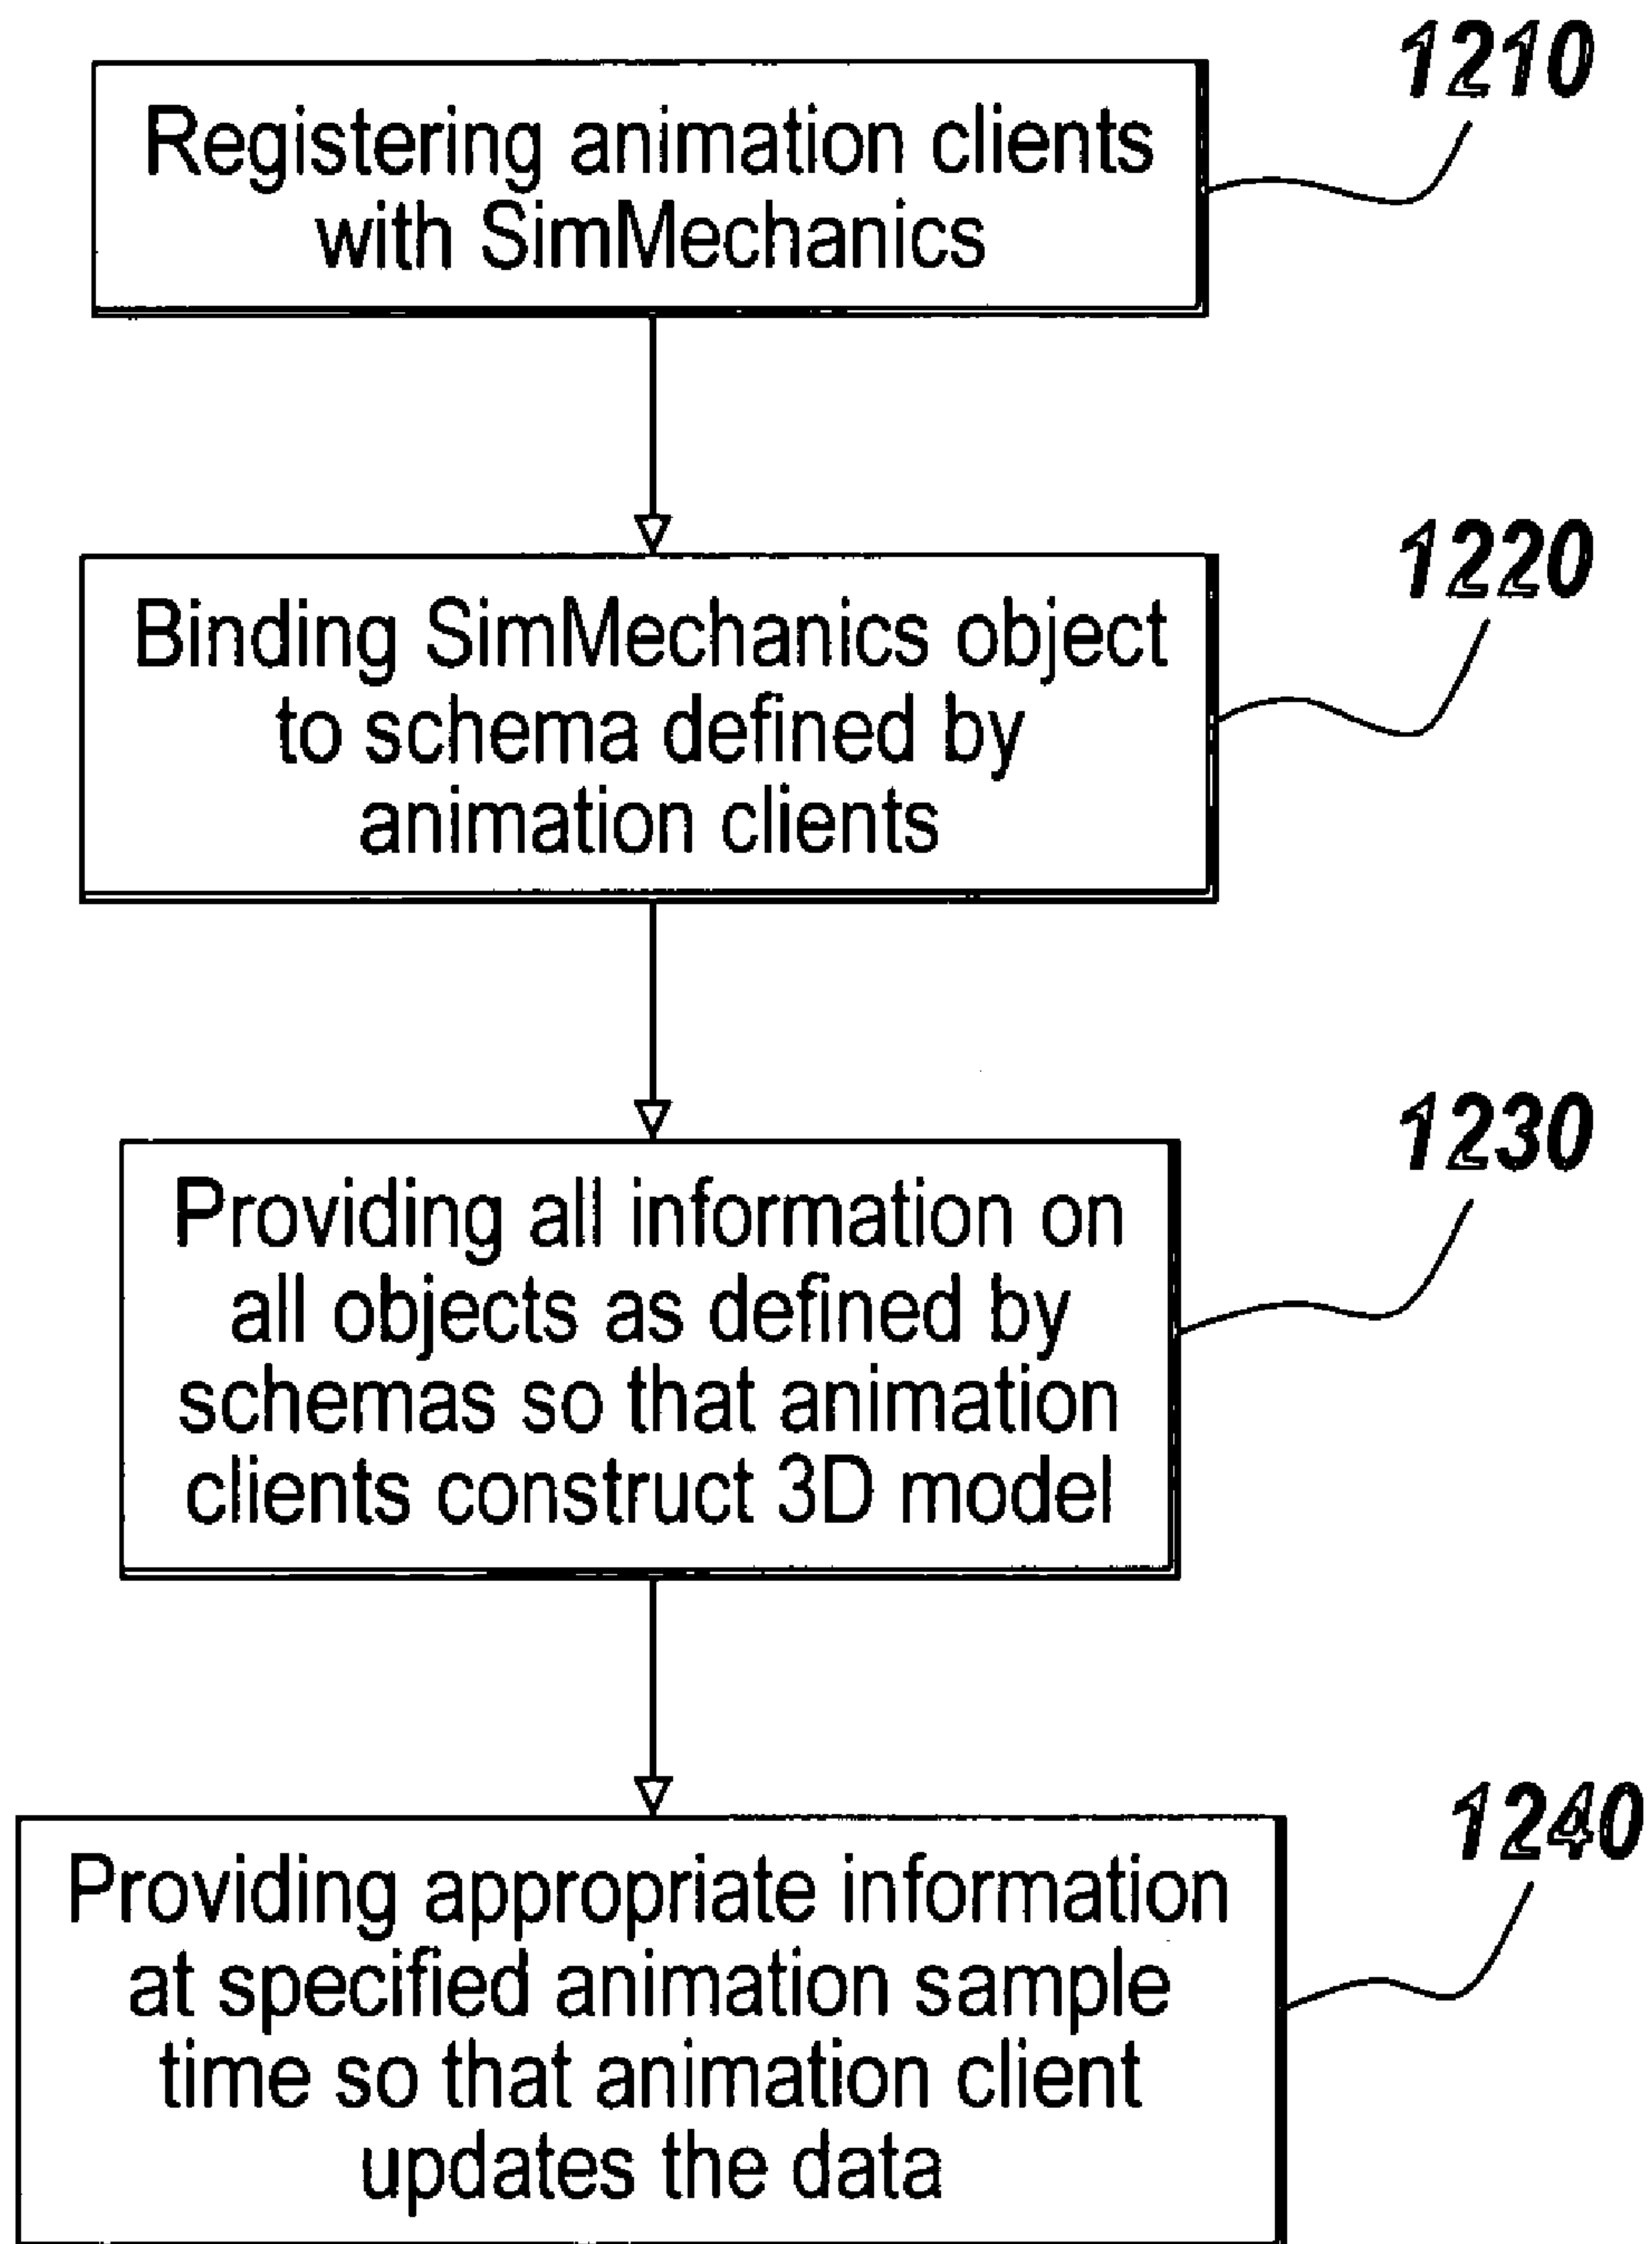 1210
Registering animation clients
with SimMechanics
1220
Binding SimMechanics object
to schema defined by
animation clients
1230
Providing all information on
all objects as defined by
schemas so that animation
clients construct 3D model
1240
Providing appropriate information
at specified animation sample
time so that animation client
updates the data